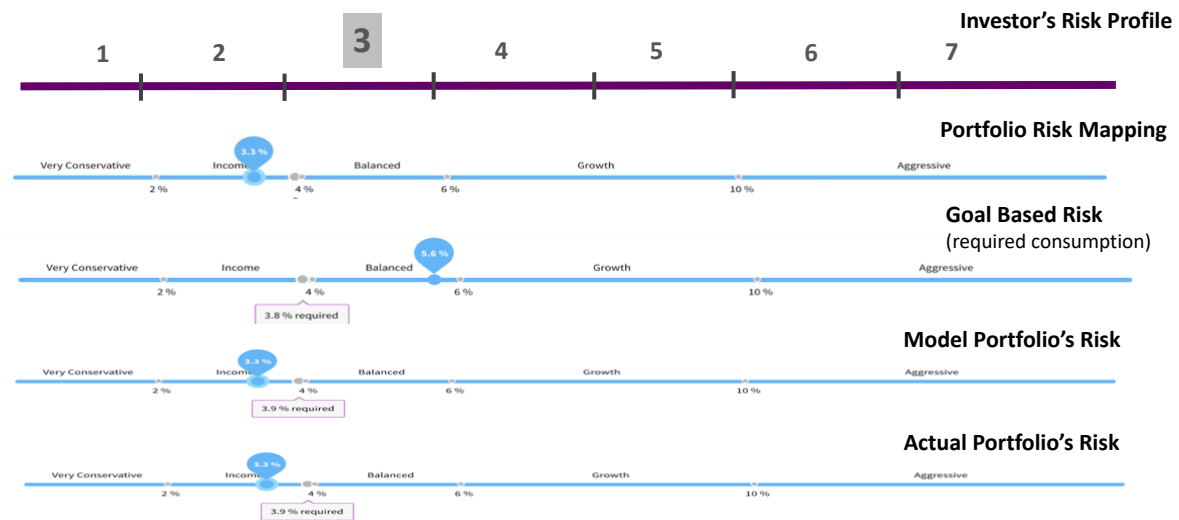 Investor's Risk Profile
1 2 3 4 5 6 7
Portfolio Risk Mapping
3.3 %
Very Conservative Income Balanced Growth Aggressive
2 % 4 % 6 % 10 %
Goal Based Risk
(required consumption)
5.6 %
Very Conservative Income Balanced Growth Aggressive
2 % 4 % 6 % 10 %
3.8 % required
Model Portfolio's Risk
3.3 %
Very Conservative Income Balanced Growth Aggressive
2 % 4 % 6 % 10 %
3.9 % required
Actual Portfolio's Risk
3.3 %
Very Conservative Income Balanced Growth Aggressive
2 % 4 % 6 % 10 %
3.9 % required